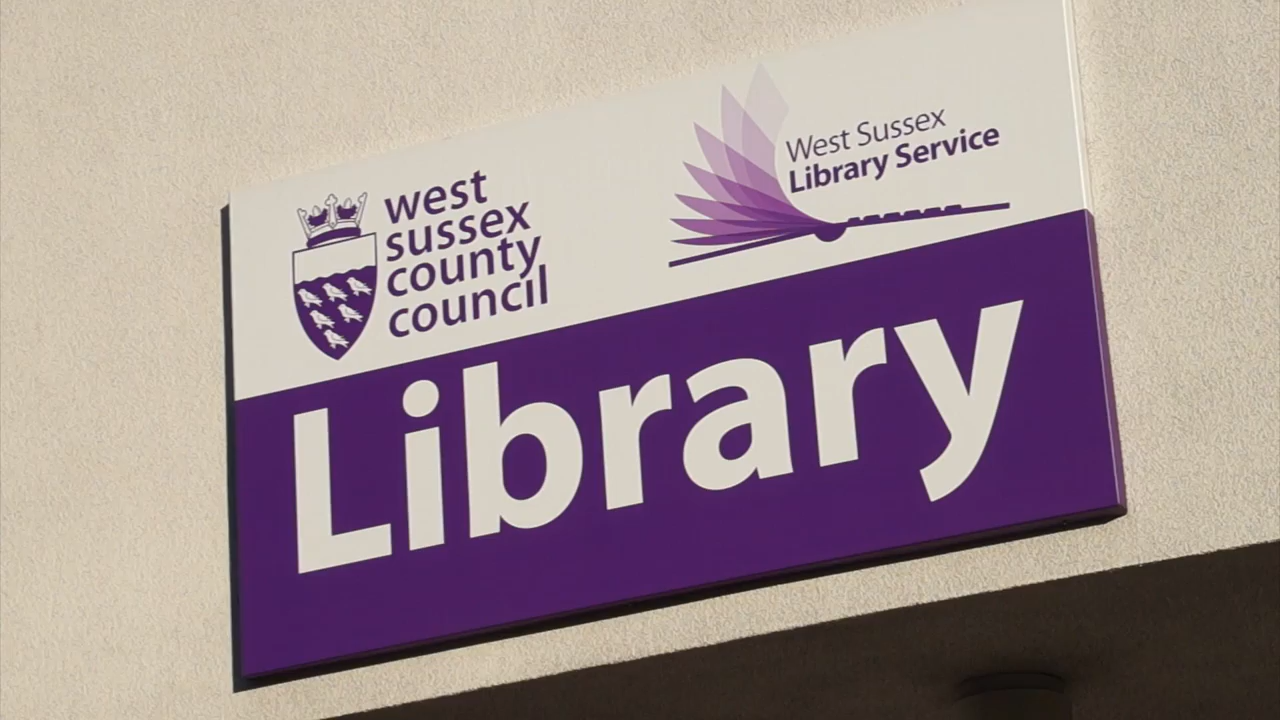 west
sussex
county
council
West Sussex
Library Service
Library